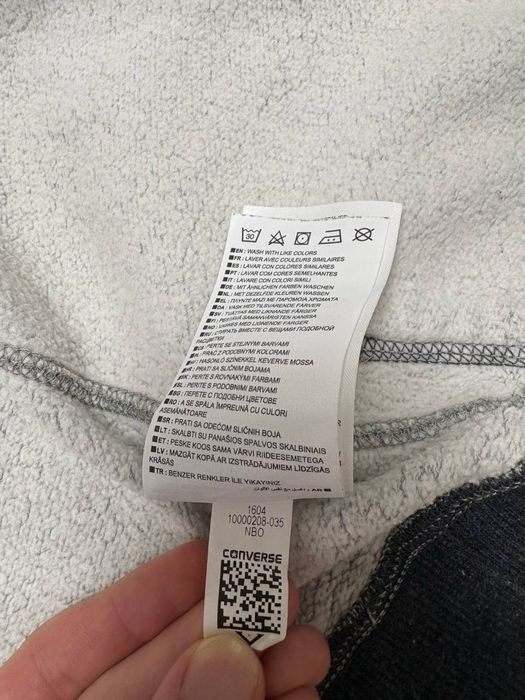 30
EN : WASH WITH LIKE COLORS
FR : LAVER AVEC COULEURS SIMILAIRES
ES : LAVAR CON COLORES SIMILARES
PT : LAVAR COM CORES SEMELHANTES
IT : LAVARE CON COLORI SIMILI
DE : MIT ÄHNLICHEN FARBEN WASCHEN
NL : MET DEZELFDE KLEUREN WASSEN
EL : ΠΛΥΝΤΕ ΜΑΖΙ ΜΕ ΠΑΡΟΜΟΙΑ ΧΡΩΜΑΤΑ
DA : VASK MED TILSVARENDE FARVER
SV : TVÄTTAS MED LIKNANDE FÄRGER
FI : PESTÄVÄ SAMANVÄRISTEN KANSSA
NO : VASKES MED LIGNENDE FARGER
RU : СТИРАТЬ ВМЕСТЕ С ВЕЩАМИ ПОДОБНОЙ
РАСЦВЕТКИ
CS : PERTE SE STEJNÝMI BARVAMI
PL : PRAĆ Z PODOBNYMI KOLORAMI
HU : HASONLÓ SZÍNEKKEL KEVERVE MOSSA
HR : PRATI SA SLIČNIM BOJAMA
SK : PERTE S ROVNAKÝMI FARBAMI
SL : PERITE S PODOBNIMI BARVAMI
BG : ПЕРЕТЕ С ПОДОБНИ ЦВЕТОВЕ
RO : A SE SPĂLA ÎMPREUNĂ CU CULORI
ASEMĂNĂTOARE
SR : PRATI SA ODEĆOM SLIČNIH BOJA
LT : SKALBTI SU PANAŠIOS SPALVOS SKALBINIAIS
ET : PESKE KOOS SAMA VÄRVI RIIDEESEMETEGA
LV : MAZGĀT KOPĀ AR IZSTRĀDĀJUMIEM LĪDZĪGĀS
KRĀSĀS
TR : BENZER RENKLER İLE YIKAYINIZ
AR
1604
10000208-035
NBO
CONVERSE